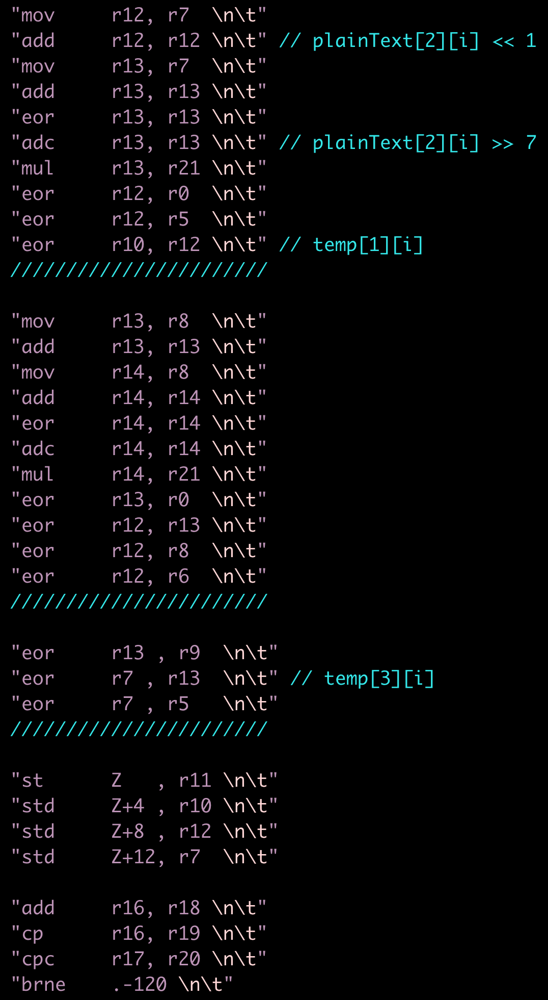 "mov     r12, r7  \n\t"
"add     r12, r12 \n\t" // plainText[2][i] << 1
"mov     r13, r7  \n\t"
"add     r13, r13 \n\t"
"eor     r13, r13 \n\t"
"adc     r13, r13 \n\t" // plainText[2][i] >> 7
"mul     r13, r21 \n\t"
"eor     r12, r0  \n\t"
"eor     r12, r5  \n\t"
"eor     r10, r12 \n\t" // temp[1][i]
///////////////////////
"mov     r13, r8  \n\t"
"add     r13, r13 \n\t"
"mov     r14, r8  \n\t"
"add     r14, r14 \n\t"
"eor     r14, r14 \n\t"
"adc     r14, r14 \n\t"
"mul     r14, r21 \n\t"
"eor     r13, r0  \n\t"
"eor     r12, r13 \n\t"
"eor     r12, r8  \n\t"
"eor     r12, r6  \n\t"
///////////////////////
"eor     r13 , r9  \n\t"
"eor     r7 , r13  \n\t" // temp[3][i]
"eor     r7 , r5   \n\t"
///////////////////////
"st      Z   , r11 \n\t"
"std     Z+4 , r10 \n\t"
"std     Z+8 , r12 \n\t"
"std     Z+12, r7  \n\t"
"add     r16, r18 \n\t"
"cp      r16, r19 \n\t"
"cpc     r17, r20 \n\t"
"brne    .-120 \n\t"